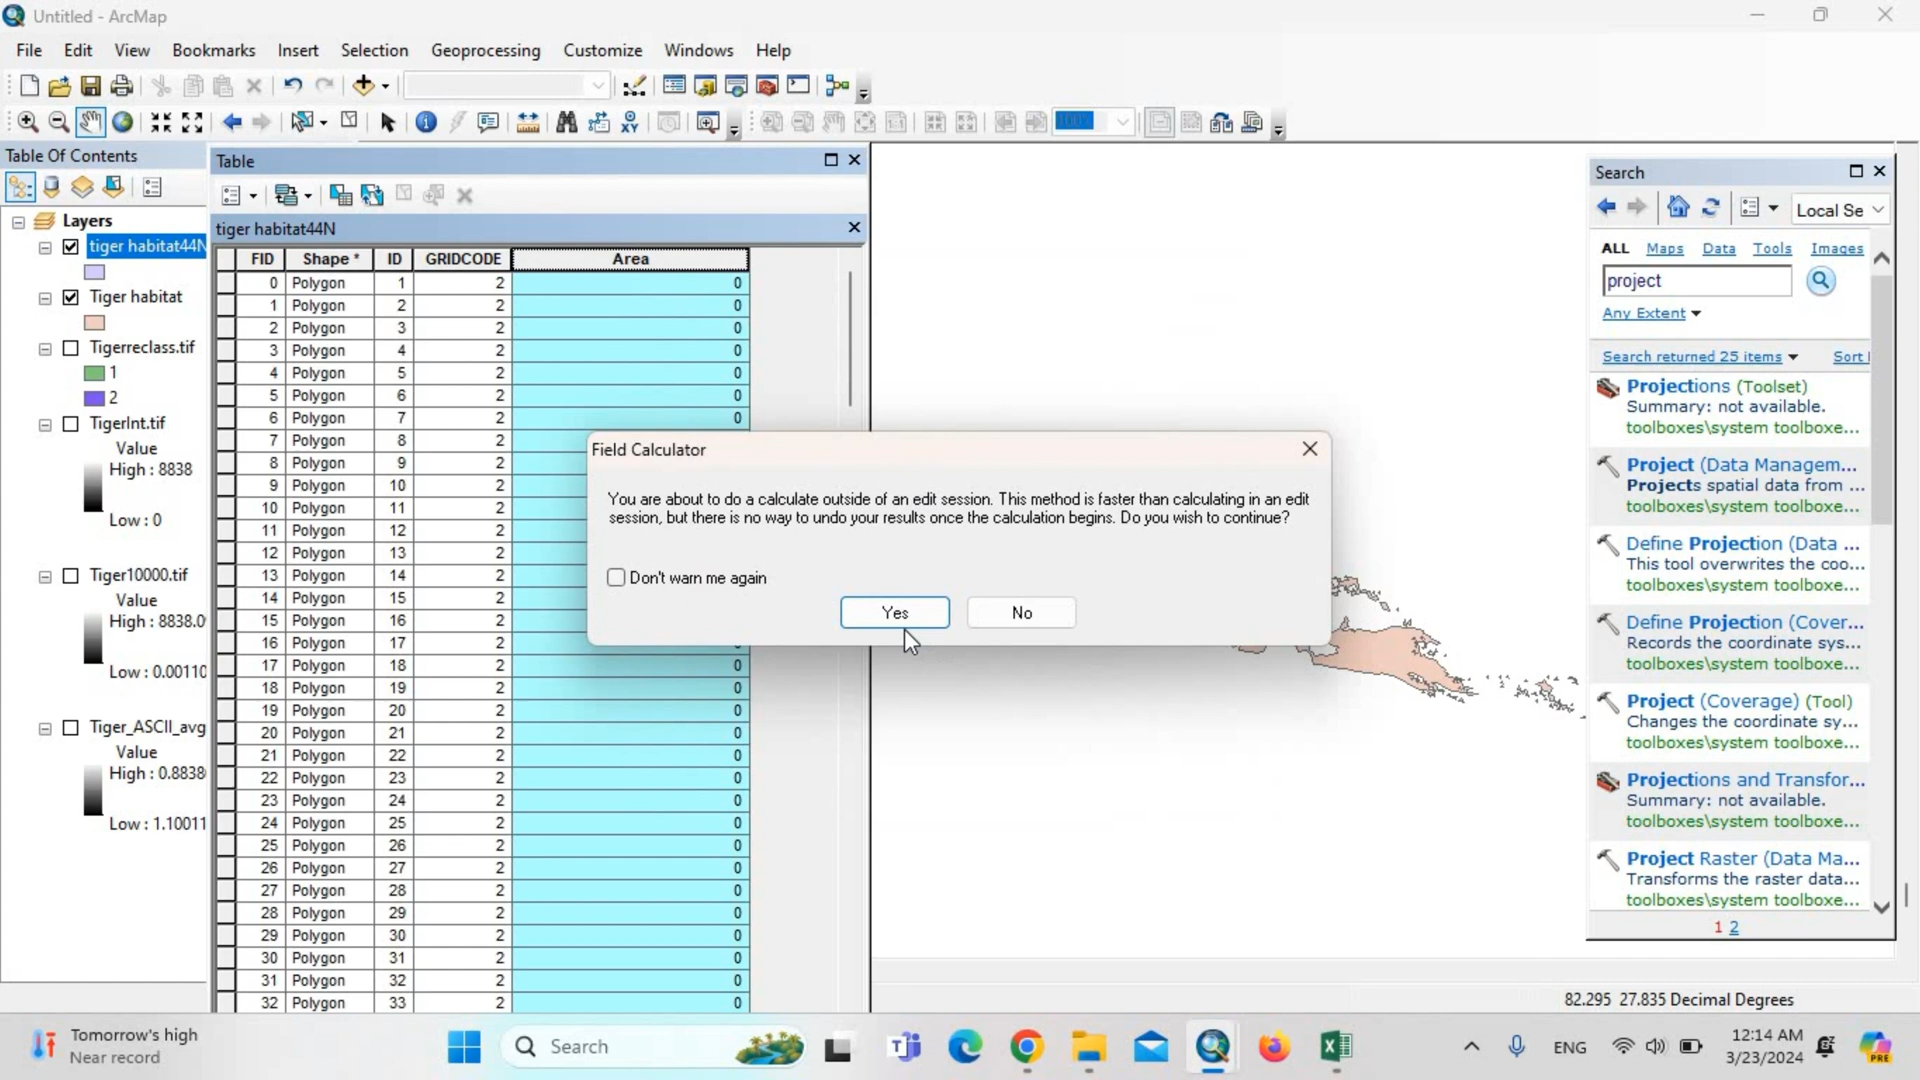 Untitled - ArcMap
File Edit View Bookmarks Insert Selection Geoprocessing Customize Windows Help
100%
Table Of Contents
Layers
tiger habitat44N
Tiger habitat
Tigerreclass.tif
1
2
TigerInt.tif
Value
High : 8838
Low : 0
Tiger10000.tif
Value
High : 8838.0
Low : 0.00110
Tiger_ASCII_avg
Value
High : 0.8838
Low : 1.10011
Table
tiger habitat44N
FID Shape * ID GRIDCODE Area
0 Polygon 1 2 0
1 Polygon 2 2 0
2 Polygon 3 2 0
3 Polygon 4 2 0
4 Polygon 5 2 0
5 Polygon 6 2 0
6 Polygon 7 2 0
7 Polygon 8 2
8 Polygon 9 2
9 Polygon 10 2
10 Polygon 11 2
11 Polygon 12 2
12 Polygon 13 2
13 Polygon 14 2
14 Polygon 15 2
15 Polygon 16 2
16 Polygon 17 2
17 Polygon 18 2 0
18 Polygon 19 2 0
19 Polygon 20 2 0
20 Polygon 21 2 0
21 Polygon 22 2 0
22 Polygon 23 2 0
23 Polygon 24 2 0
24 Polygon 25 2 0
25 Polygon 26 2 0
26 Polygon 27 2 0
27 Polygon 28 2 0
28 Polygon 29 2 0
29 Polygon 30 2 0
30 Polygon 31 2 0
31 Polygon 32 2 0
32 Polygon 33 2 0
Field Calculator
You are about to do a calculate outside of an edit session. This method is faster than calculating in an edit
session, but there is no way to undo your results once the calculation begins. Do you wish to continue?
Don't warn me again
Yes No
Search
Local Se
ALL Maps Data Tools Images
project
Any Extent
Search returned 25 items Sort
Projections (Toolset)
Summary: not available.
toolboxes\system toolboxe...
Project (Data Managem...
Projects spatial data from ...
toolboxes\system toolboxe...
Define Projection (Data ...
This tool overwrites the coo...
toolboxes\system toolboxe...
Define Projection (Cover...
Records the coordinate sys...
toolboxes\system toolboxe...
Project (Coverage) (Tool)
Changes the coordinate sy...
toolboxes\system toolboxe...
Projections and Transfor...
Summary: not available.
toolboxes\system toolboxe...
Project Raster (Data Ma...
Transforms the raster data...
toolboxes\system toolboxe...
1 2
82.295 27.835 Decimal Degrees
Tomorrow's high
Near record
Search
ENG
12:14 AM
3/23/2024
PRE